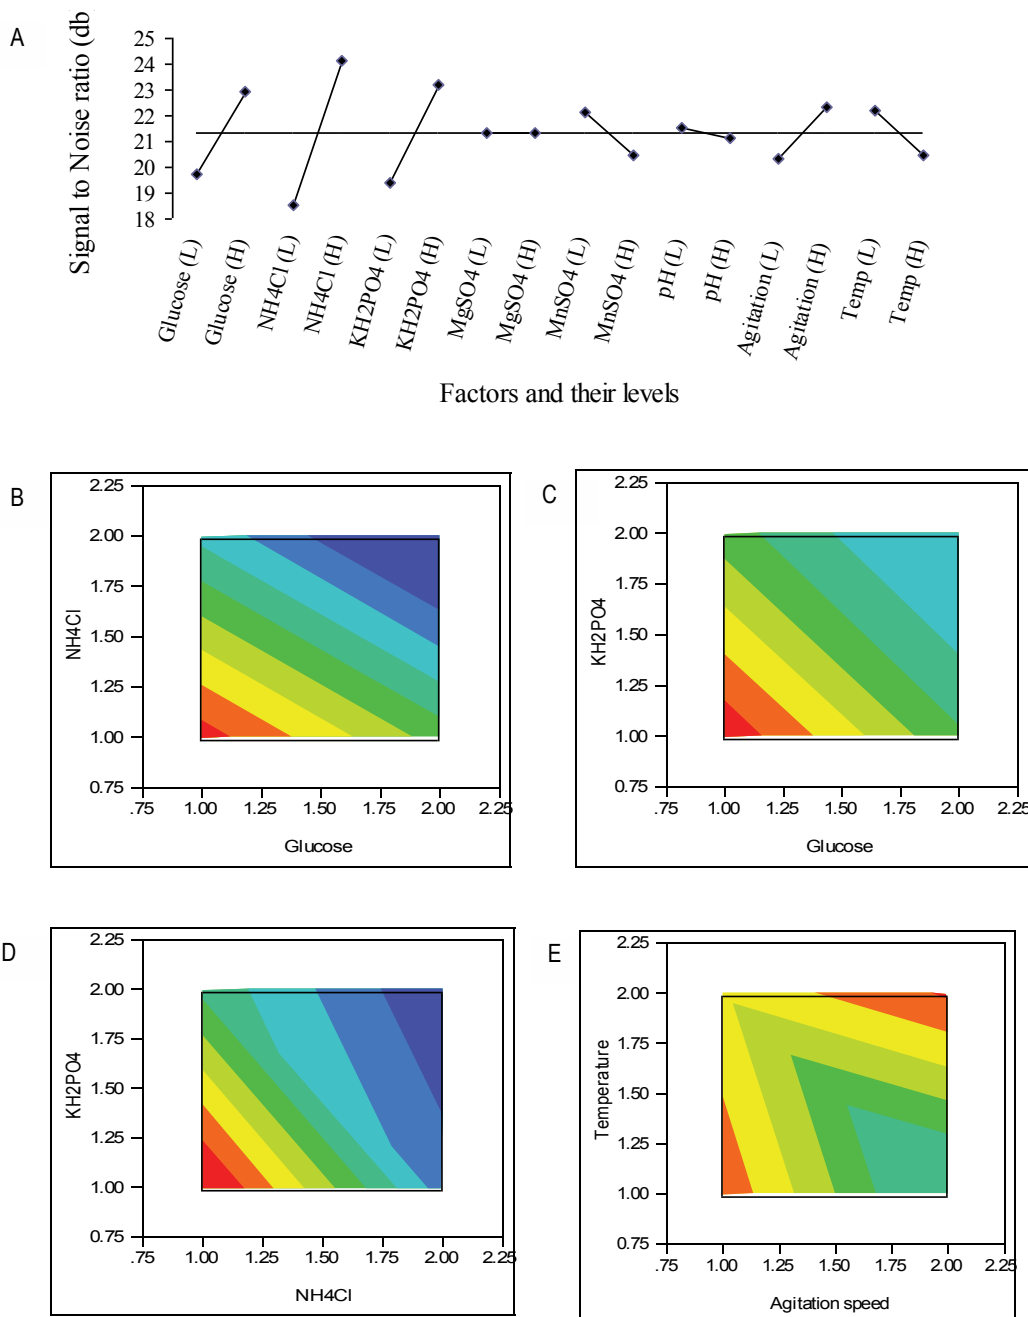 A
Signal to Noise ratio (db
25
24
23
22
21
20
19
18
Glucose (L)
Glucose (H)
NH4Cl (L)
NH4Cl (H)
KH2PO4 (L)
KH2PO4 (H)
MgSO4 (L)
MgSO4 (H)
MnSO4 (L)
MnSO4 (H)
pH (L)
pH (H)
Agitation (L)
Agitation (H)
Temp (L)
Temp (H)
Factors and their levels
B
NH4Cl
2.25
2.00
1.75
1.50
1.25
1.00
0.75
.75 1.00 1.25 1.50 1.75 2.00 2.25
Glucose
C
KH2PO4
2.25
2.00
1.75
1.50
1.25
1.00
0.75
.75 1.00 1.25 1.50 1.75 2.00 2.25
Glucose
D
KH2PO4
2.25
2.00
1.75
1.50
1.25
1.00
0.75
.75 1.00 1.25 1.50 1.75 2.00 2.25
NH4Cl
E
Temperature
2.25
2.00
1.75
1.50
1.25
1.00
0.75
.75 1.00 1.25 1.50 1.75 2.00 2.25
Agitation speed